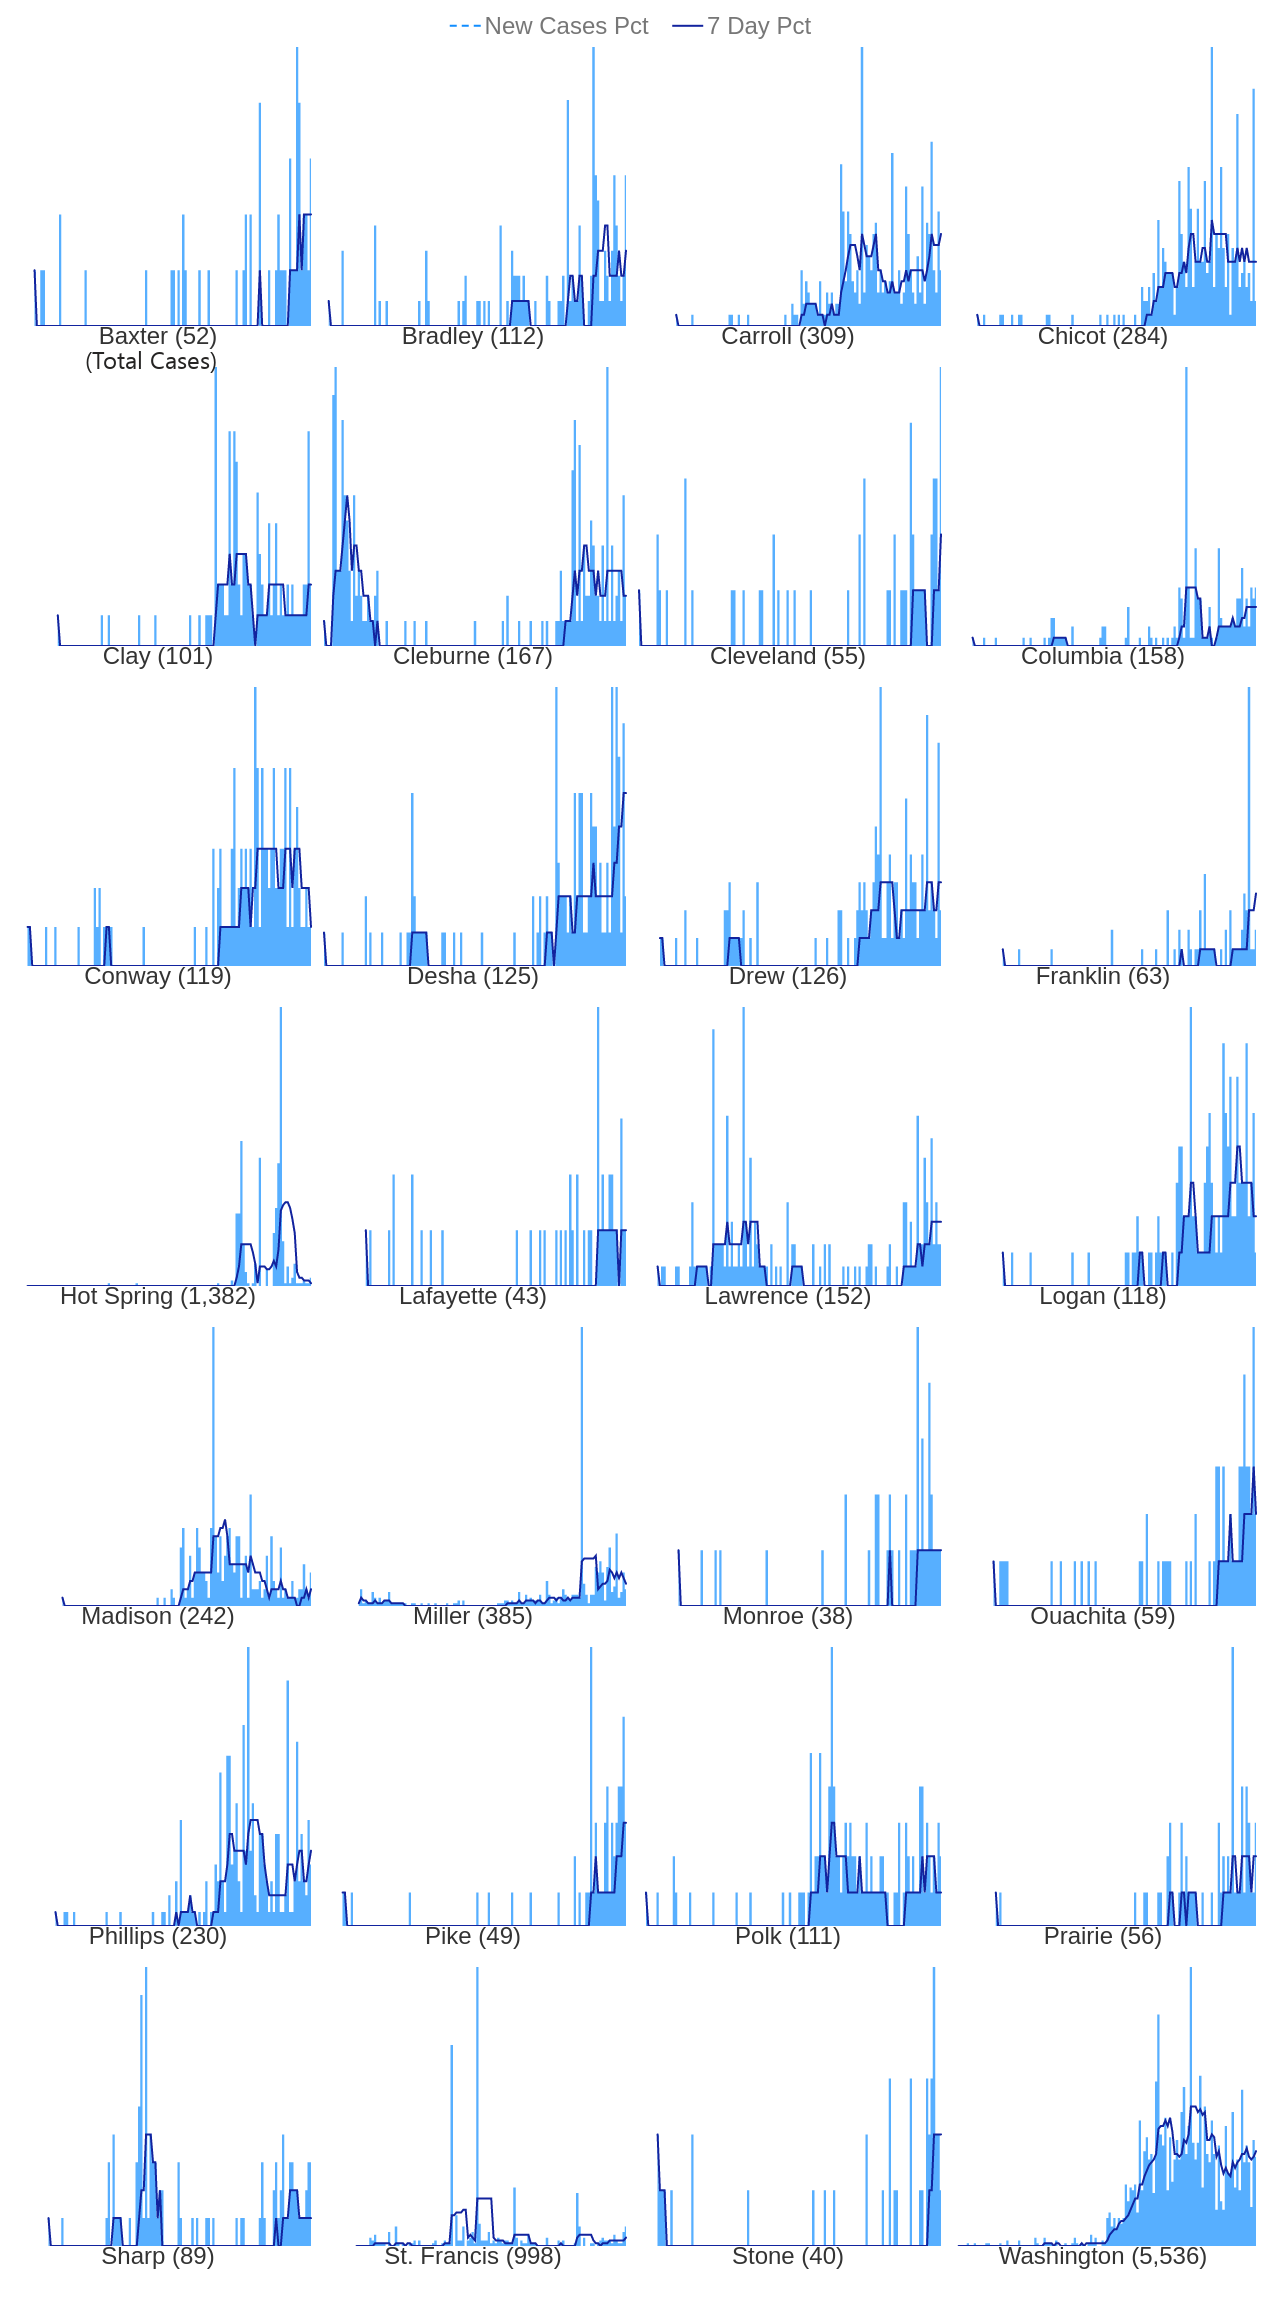 New Cases Pct 7 Day Pct
Baxter (52) Bradley (112) Carroll (309) Chicot (284)
(Total Cases)
Clay (101) Cleburne (167) Cleveland (55) Columbia (158)
Conway (119) Desha (125) Drew (126) Franklin (63)
Hot Spring (1,382) Lafayette (43) Lawrence (152) Logan (118)
Madison (242) Miller (385) Monroe (38) Ouachita (59)
Phillips (230) Pike (49) Polk (111) Prairie (56)
Sharp (89) St. Francis (998) Stone (40) Washington (5,536)